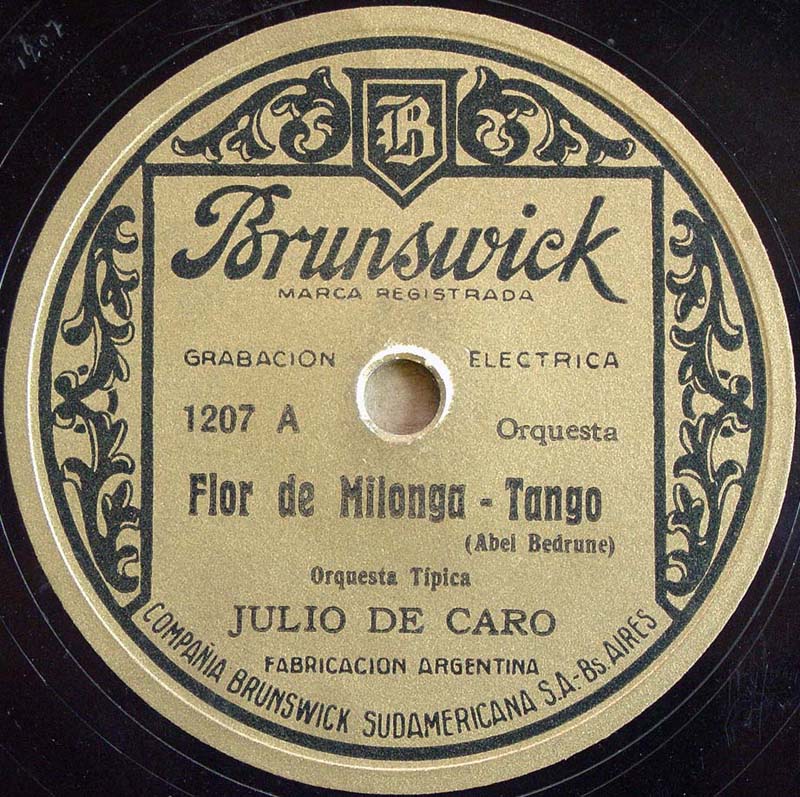 B
Brunswick
MARCA REGISTRADA
GRABACION ELECTRICA
1207 A Orquesta
Flor de Milonga - Tango
(Abel Bedrune)
Orquesta Típica
JULIO DE CARO
FABRICACION ARGENTINA
COMPAÑIA BRUNSWICK SUDAMERICANA S.A.-Bs. AIRES